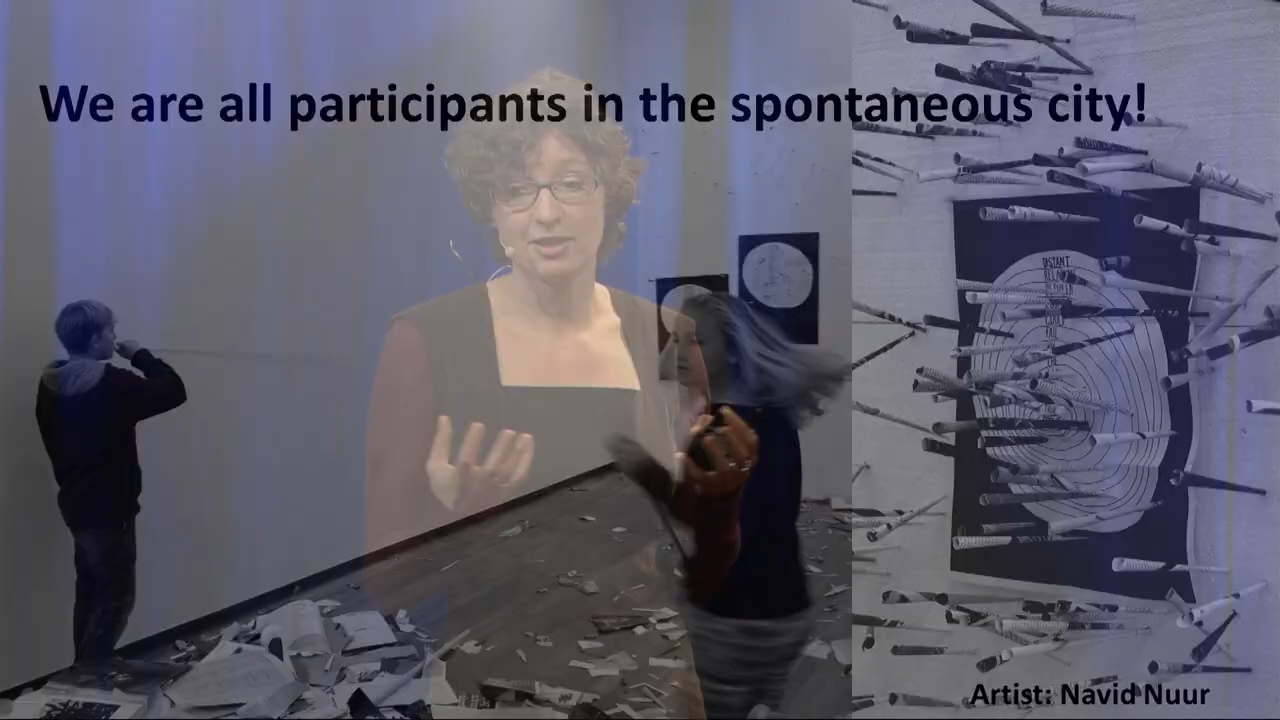 We are all participants in the spontaneous city!
Artist: Navid Nuur